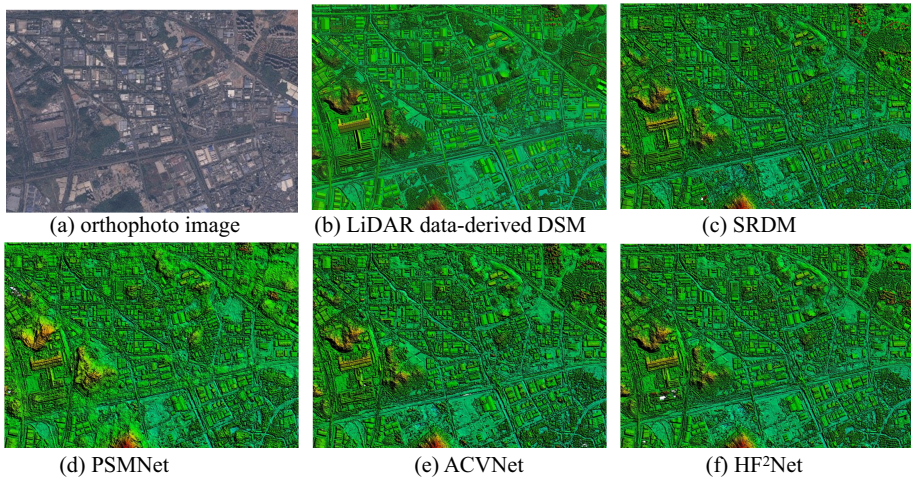 (a) orthophoto image
(b) LiDAR data-derived DSM
(c) SRDM
(d) PSMNet
(e) ACVNet
(f) HF²Net